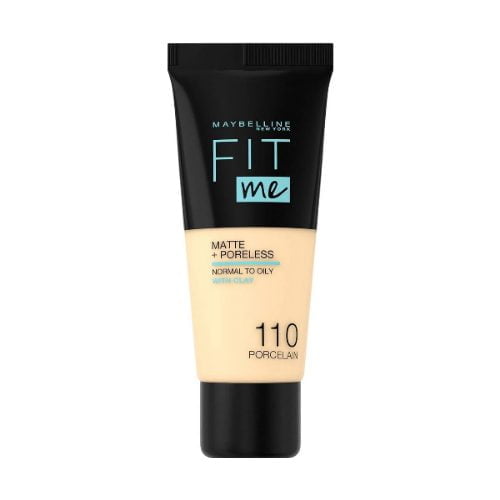 MAYBELLINE
NEW YORK
FIT
me
MATTE
+ PORELESS
NORMAL TO OILY
WITH CLAY
110
PORCELAIN